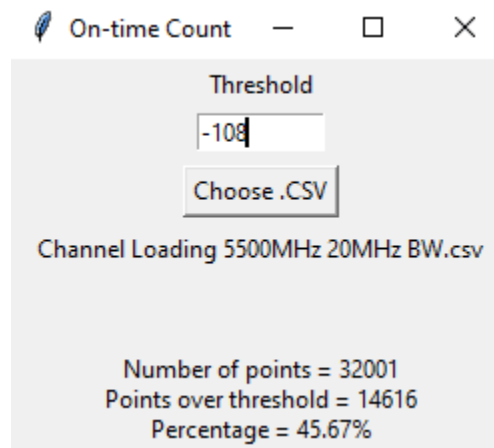 On-time Count
Threshold
-108
Choose .CSV
Channel Loading 5500MHz 20MHz BW.csv
Number of points = 32001
Points over threshold = 14616
Percentage = 45.67%